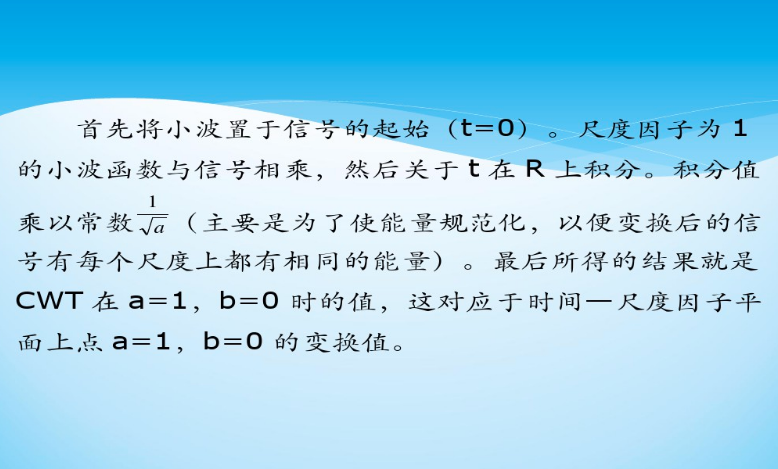 首先将小波置于信号的起始（t=0）。尺度因子为 1
的小波函数与信号相乘，然后关于 t 在 R 上积分。积分值
乘以常数 1/√a （主要是为了使能量规范化，以便变换后的信
号有每个尺度上都有相同的能量）。最后所得的结果就是
CWT 在 a=1，b=0 时的值，这对应于时间—尺度因子平
面上点 a=1，b=0 的变换值。